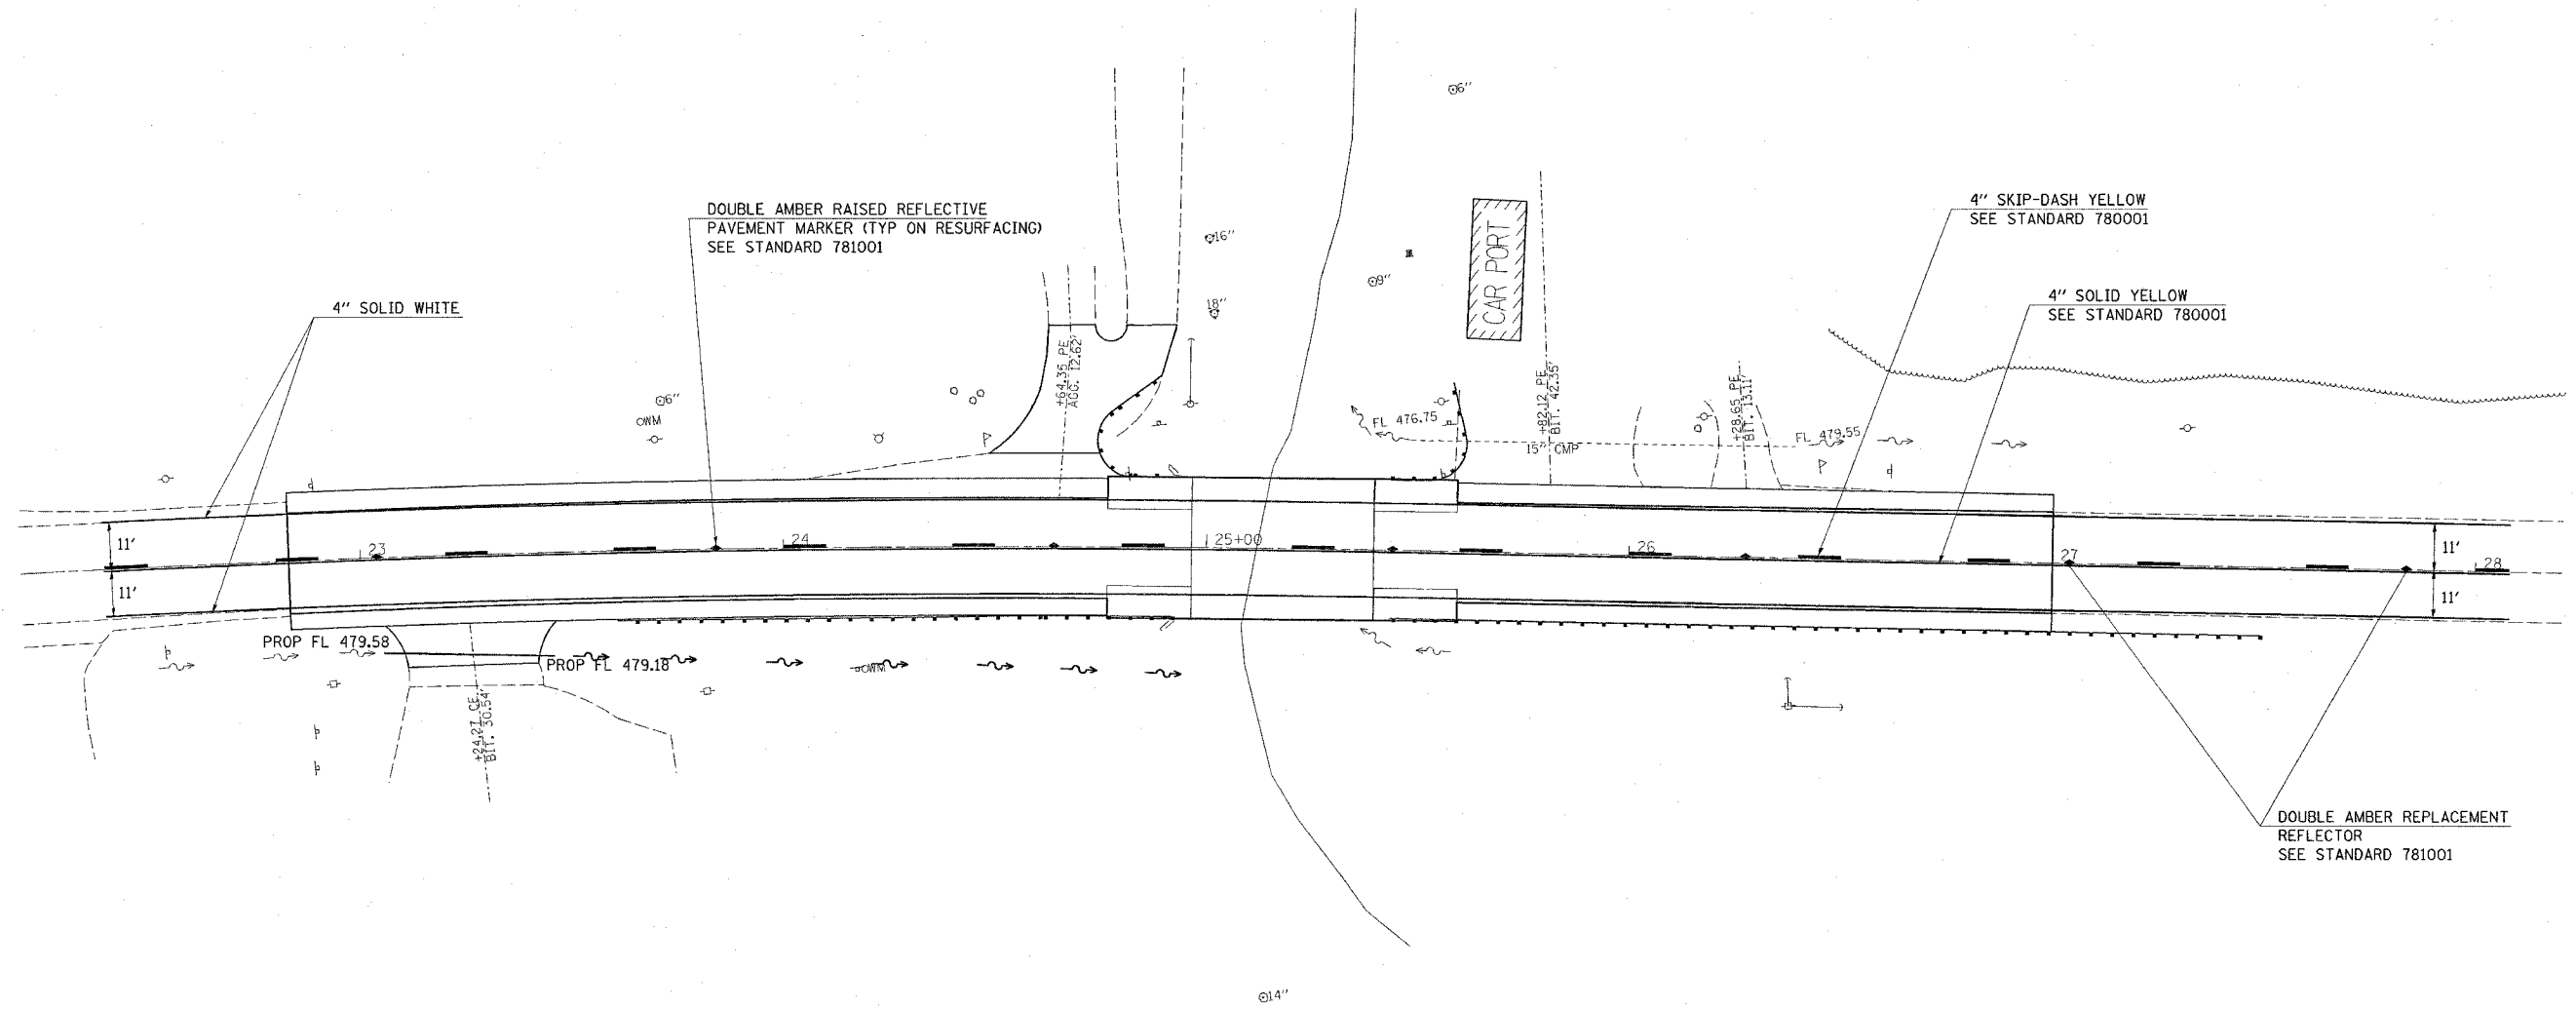 6"
DOUBLE AMBER RAISED REFLECTIVE
PAVEMENT MARKER (TYP ON RESURFACING)
SEE STANDARD 781001
4" SKIP-DASH YELLOW
SEE STANDARD 780001
16"
CAR PORT
9"
4" SOLID WHITE
18"
4" SOLID YELLOW
SEE STANDARD 780001
+64.35 PE
AGG. 12.62'
6"
OWM
FL 476.75
+82.12 PE
BIT. 42.35'
+28.65 PE
BIT. 13.11'
15" CMP
FL 479.55
11'
23
24
25+00
26
27
11'
28
11'
11'
PROP FL 479.58
PROP FL 479.18
OWM
+24.27 CE
BIT. 30.54'
DOUBLE AMBER REPLACEMENT
REFLECTOR
SEE STANDARD 781001
14"